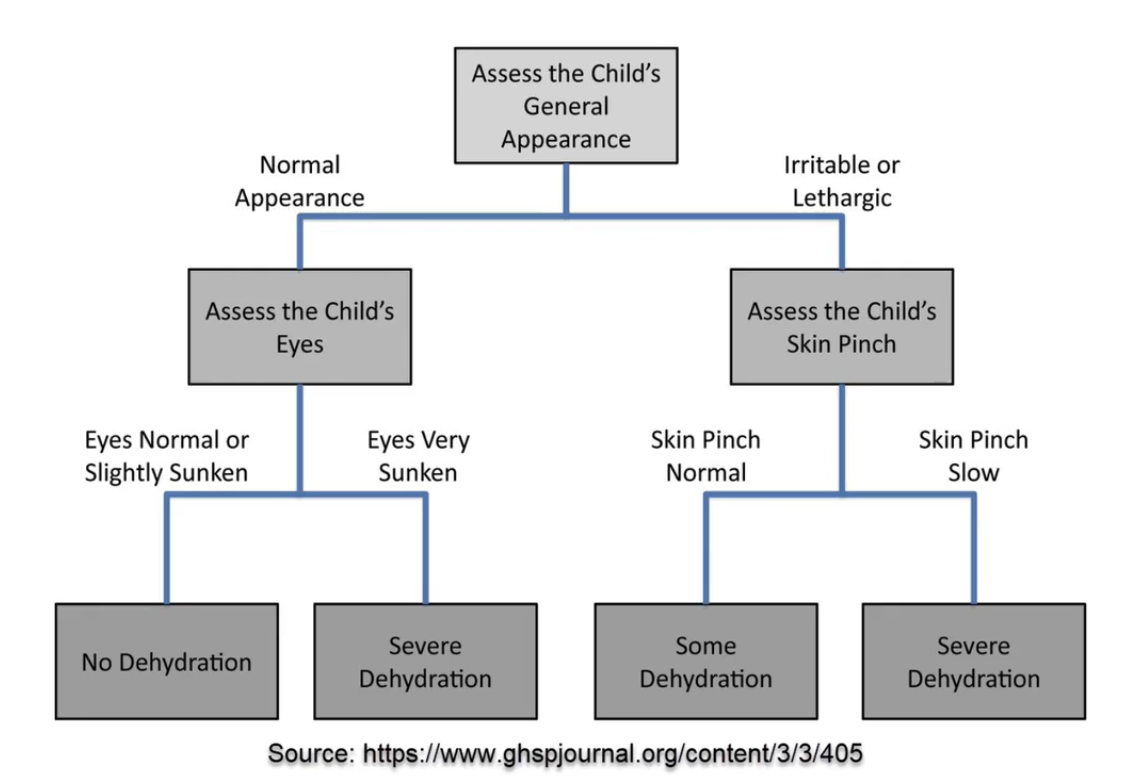 Assess the Child's
General
Appearance
Normal
Appearance
Irritable or
Lethargic
Assess the Child's
Eyes
Assess the Child's
Skin Pinch
Eyes Normal or
Slightly Sunken
Eyes Very
Sunken
Skin Pinch
Normal
Skin Pinch
Slow
No Dehydration
Severe
Dehydration
Some
Dehydration
Severe
Dehydration
Source: https://www.ghspjournal.org/content/3/3/405